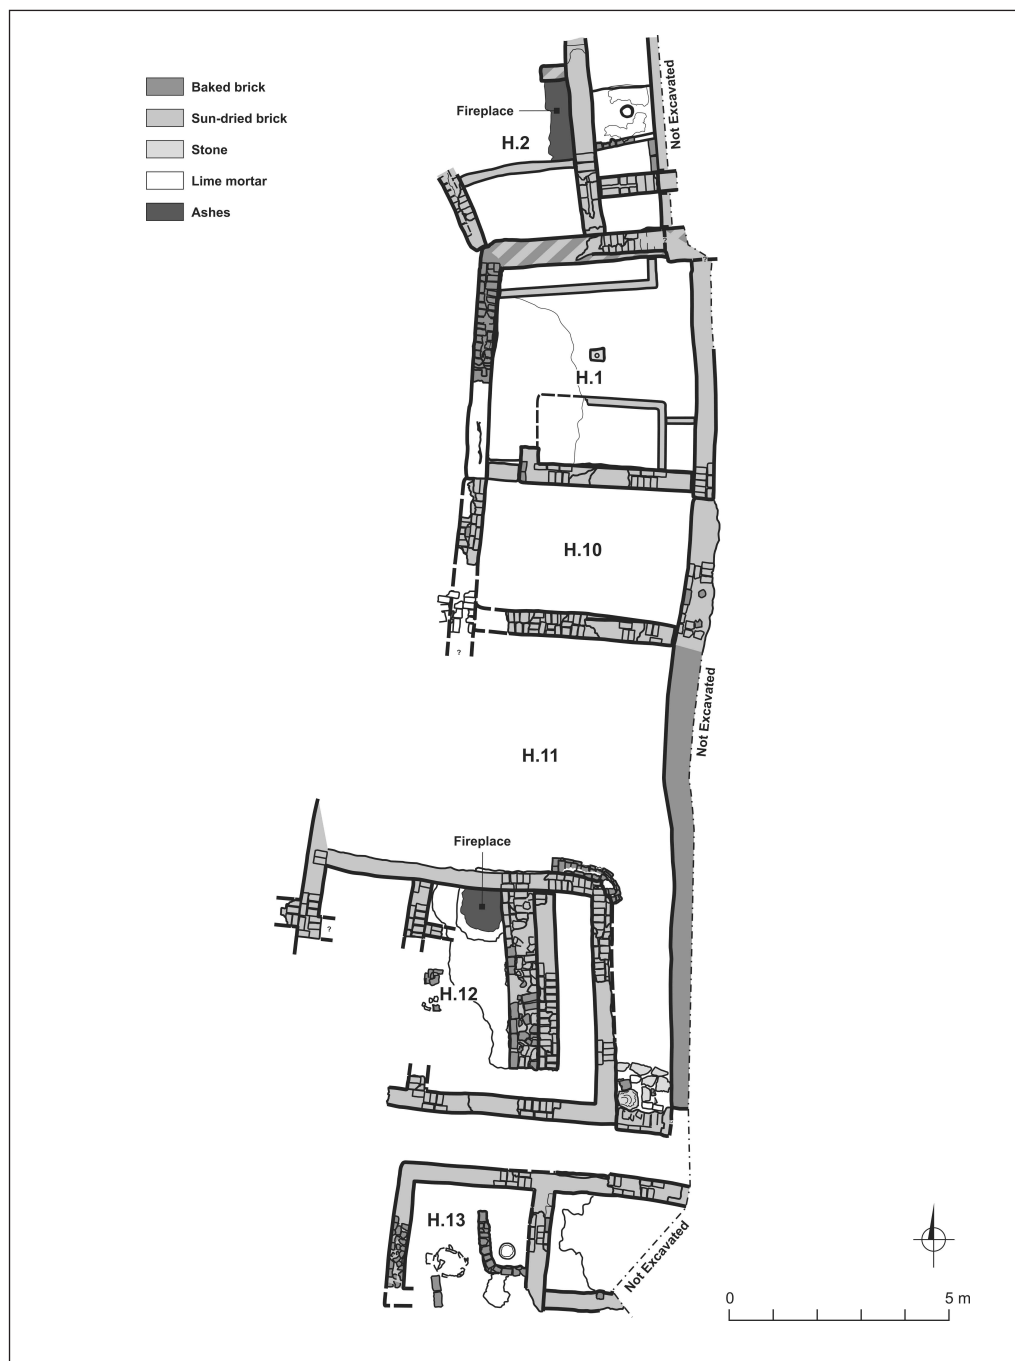 Baked brick
Sun-dried brick
Stone
Lime mortar
Ashes
Fireplace
H.2
Not Excavated
?
?
H.1
H.10
?
Not Excavated
H.11
Fireplace
?
H.12
H.13
Not Excavated
0 5 m